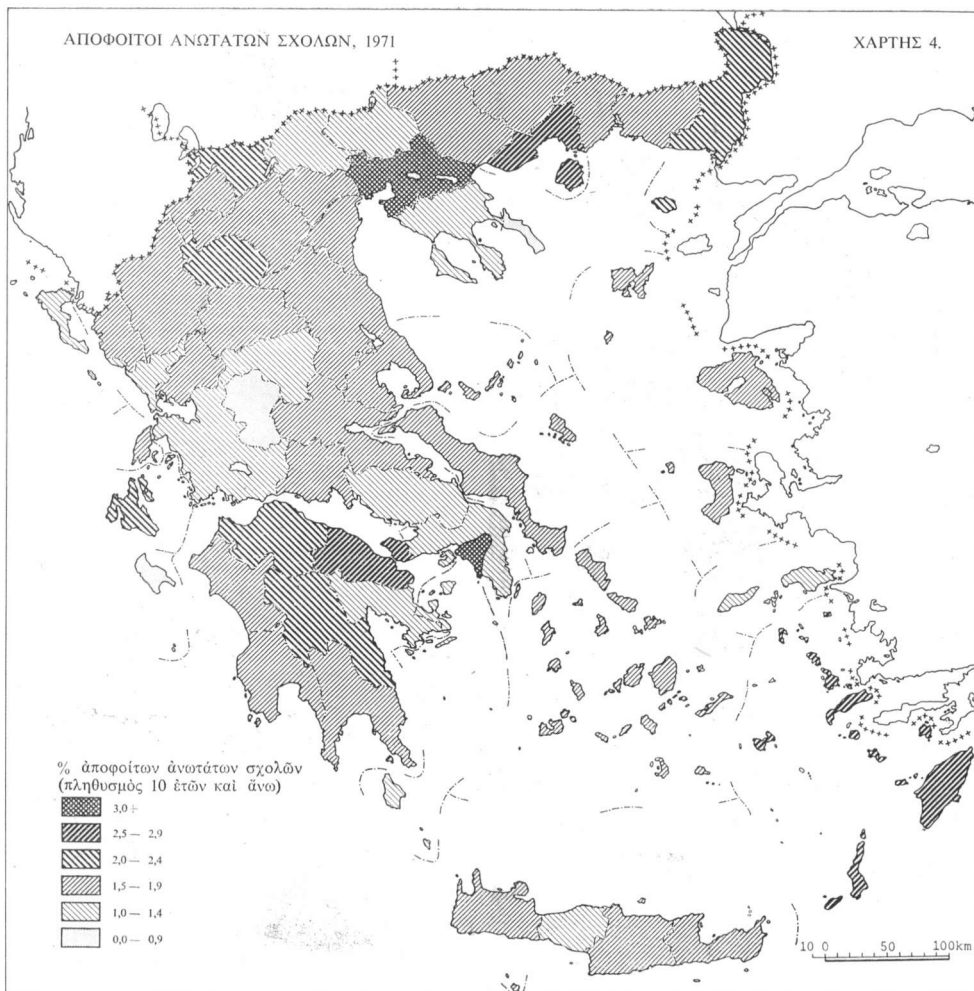 ΑΠΟΦΟΙΤΟΙ ΑΝΩΤΑΤΩΝ ΣΧΟΛΩΝ, 1971
ΧΑΡΤΗΣ 4.
% ἀποφοίτων ἀνωτάτων σχολῶν
(πληθυσμὸς 10 ἐτῶν καὶ ἄνω)
3,0 +
2,5 — 2,9
2,0 — 2,4
1,5 — 1,9
1,0 — 1,4
0,0 — 0,9
10 0 50 100km